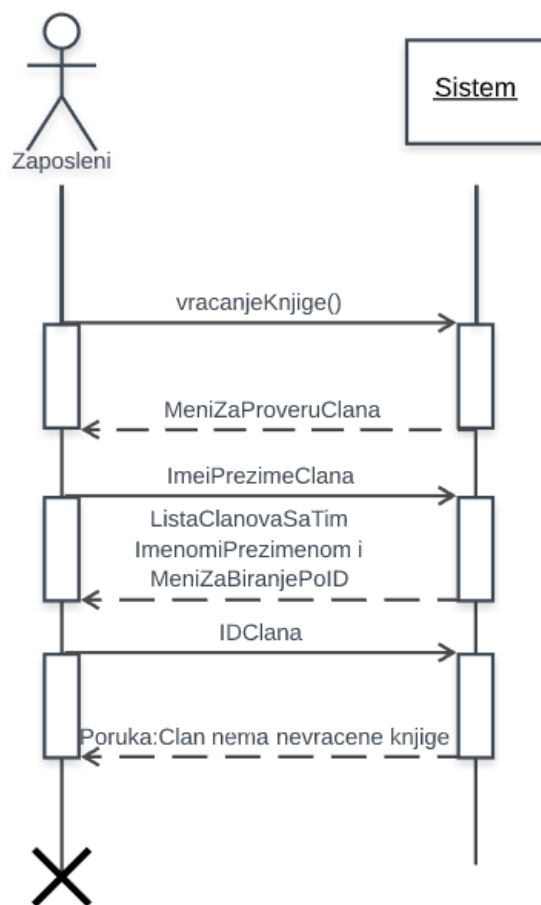 Sistem
Zaposleni
vracanjeKnjige()
MeniZaProveruClana
ImeiPrezimeClana
ListaClanovaSaTim
ImenomiPrezimenom i
MeniZaBiranjePoID
IDClana
Poruka:Clan nema nevracene knjige